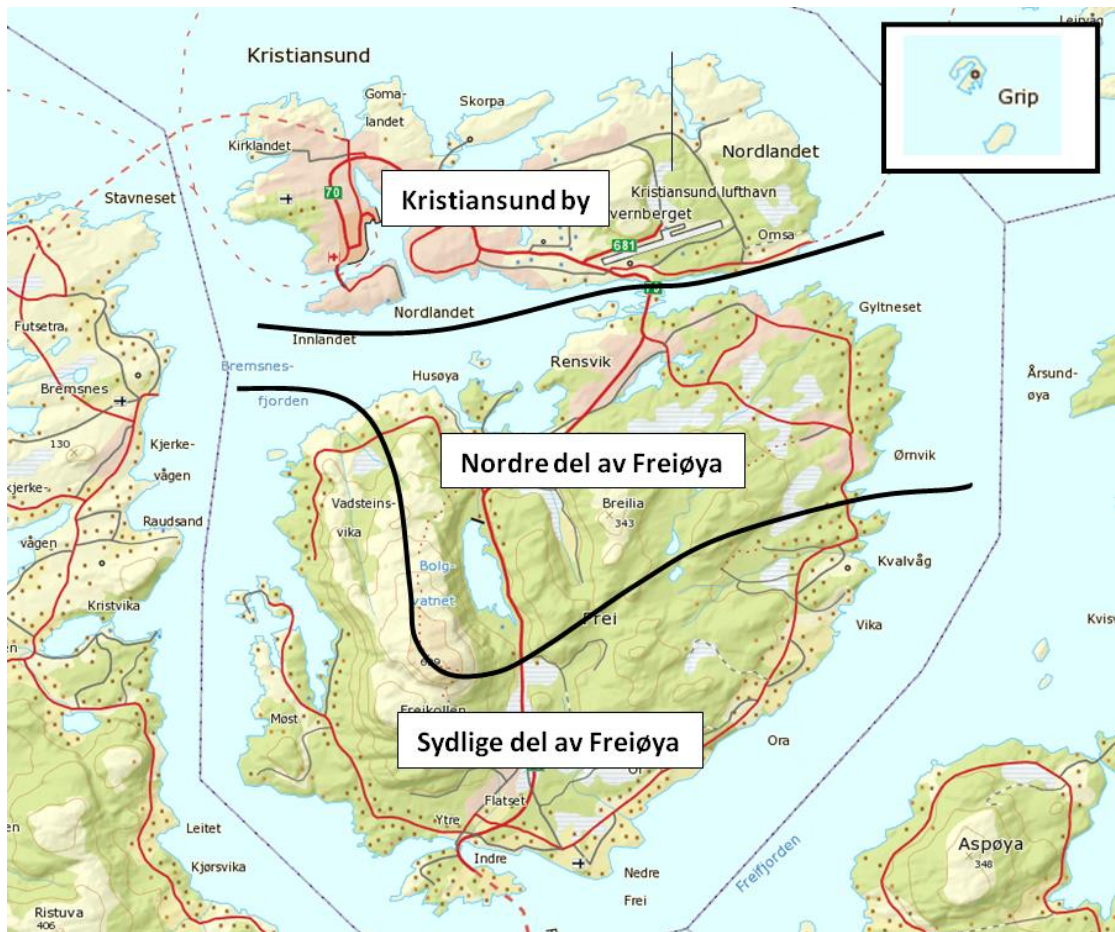 Kristiansund
Goma-
landet
Skorpa
Kirklandet
Stavneset
70
Kristiansund by
Nordlandet
Kristiansund lufthavn
vernberget
681
Omsa
Grip
Nordlandet
Innlandet
70
Gyltneset
Futsetra
Bremsnes-
fjorden
Husøya
Rensvik
Årsund-
øya
Bremsnes
130
Kjerke-
vågen
Nordre del av Freiøya
Ørnvik
kjerke-
vågen
Raudsand
Vadsteins-
vika
Breilia
343
Kvalvåg
Bolg-
vatnet
Kristvika
Frei
Vika
Kvis
Freikollen
Møst
Sydlige del av Freiøya
Ora
Flatset
Ytre
Leitet
Kjørsvika
Indre
Nedre
Frei
Freifjorden
Aspøya
348
Ristuva
406